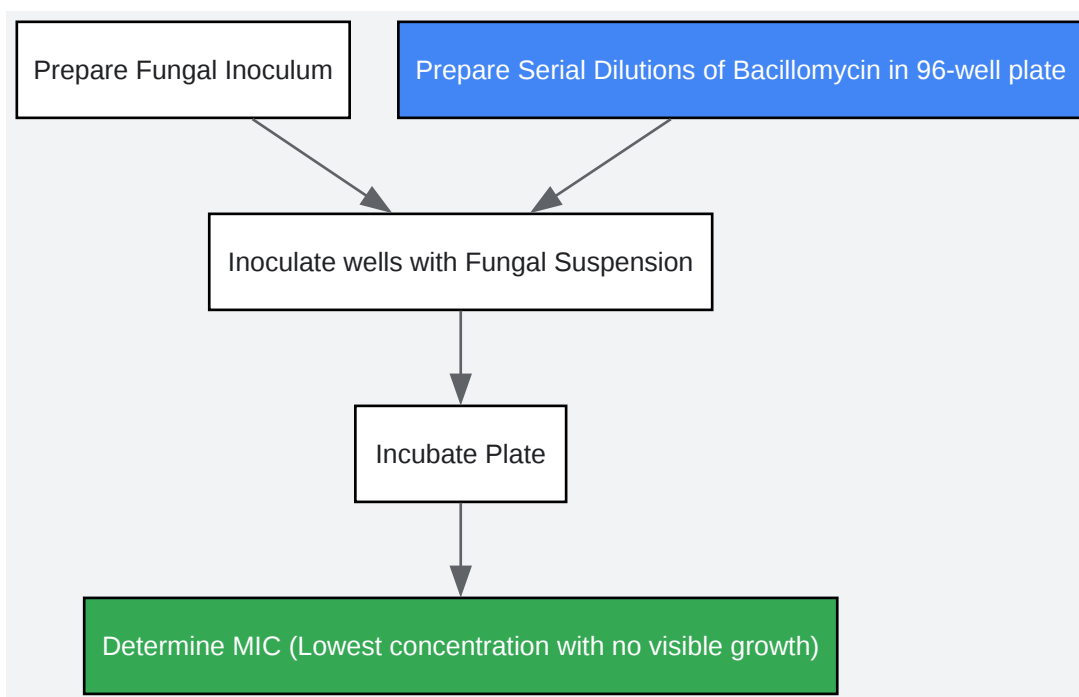 Prepare Fungal Inoculum
Prepare Serial Dilutions of Bacillomycin in 96-well plate
Inoculate wells with Fungal Suspension
Incubate Plate
Determine MIC (Lowest concentration with no visible growth)